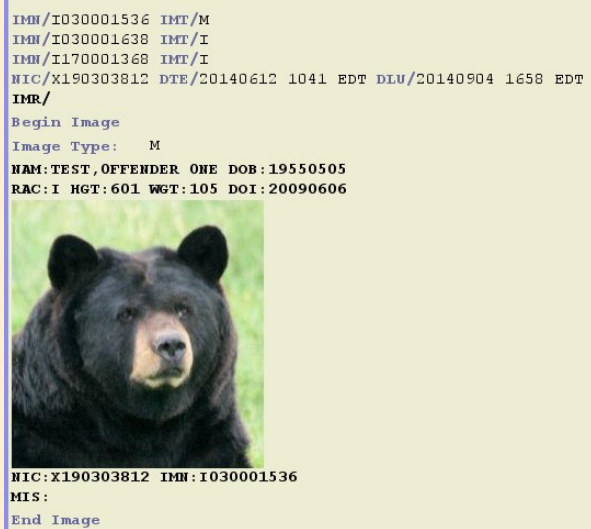 IMN/I030001536 IMT/M
IMN/I030001638 IMT/I
IMN/I170001368 IMT/I
NIC/X190303812 DTE/20140612 1041 EDT DLU/20140904 1658 EDT
IMR/
Begin Image
Image Type: M
NAM:TEST,OFFENDER ONE DOB:19550505
RAC:I HGT:601 WGT:105 DOI:20090606
NIC:X190303812 IMN:I030001536
MIS:
End Image